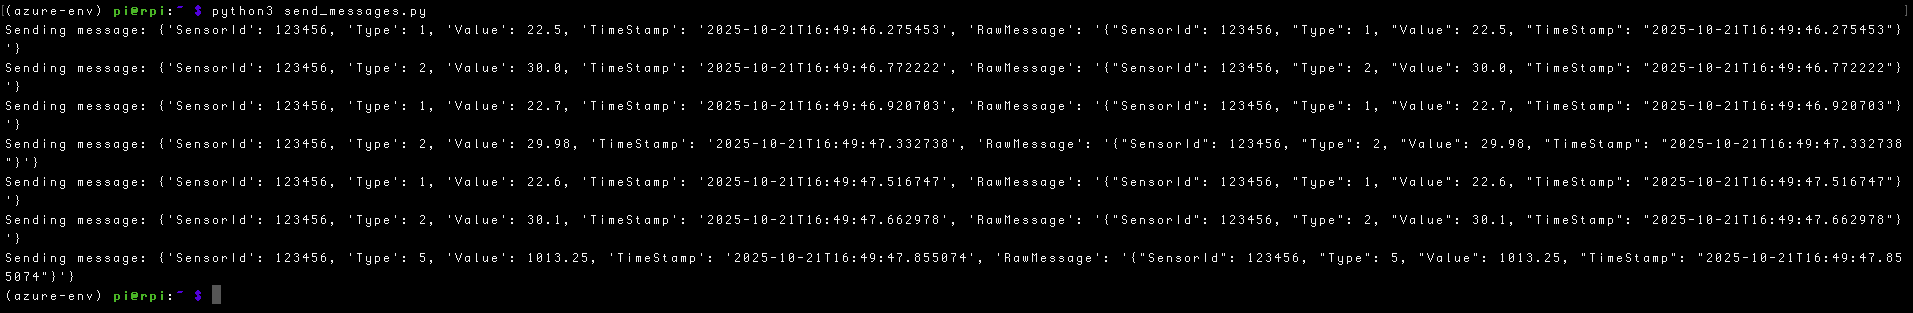 (azure-env) pi@rpi:~ $ python3 send_messages.py
Sending message: {'SensorId': 123456, 'Type': 1, 'Value': 22.5, 'TimeStamp': '2025-10-21T16:49:46.275453', 'RawMessage': '{"SensorId": 123456, "Type": 1, "Value": 22.5, "TimeStamp": "2025-10-21T16:49:46.275453"}
'}
Sending message: {'SensorId': 123456, 'Type': 2, 'Value': 30.0, 'TimeStamp': '2025-10-21T16:49:46.772222', 'RawMessage': '{"SensorId": 123456, "Type": 2, "Value": 30.0, "TimeStamp": "2025-10-21T16:49:46.772222"}
'}
Sending message: {'SensorId': 123456, 'Type': 1, 'Value': 22.7, 'TimeStamp': '2025-10-21T16:49:46.920703', 'RawMessage': '{"SensorId": 123456, "Type": 1, "Value": 22.7, "TimeStamp": "2025-10-21T16:49:46.920703"}
'}
Sending message: {'SensorId': 123456, 'Type': 2, 'Value': 29.98, 'TimeStamp': '2025-10-21T16:49:47.332738', 'RawMessage': '{"SensorId": 123456, "Type": 2, "Value": 29.98, "TimeStamp": "2025-10-21T16:49:47.332738
"}'}
Sending message: {'SensorId': 123456, 'Type': 1, 'Value': 22.6, 'TimeStamp': '2025-10-21T16:49:47.516747', 'RawMessage': '{"SensorId": 123456, "Type": 1, "Value": 22.6, "TimeStamp": "2025-10-21T16:49:47.516747"}
'}
Sending message: {'SensorId': 123456, 'Type': 2, 'Value': 30.1, 'TimeStamp': '2025-10-21T16:49:47.662978', 'RawMessage': '{"SensorId": 123456, "Type": 2, "Value": 30.1, "TimeStamp": "2025-10-21T16:49:47.662978"}
'}
Sending message: {'SensorId': 123456, 'Type': 5, 'Value': 1013.25, 'TimeStamp': '2025-10-21T16:49:47.855074', 'RawMessage': '{"SensorId": 123456, "Type": 5, "Value": 1013.25, "TimeStamp": "2025-10-21T16:49:47.85
5074"}'}
(azure-env) pi@rpi:~ $